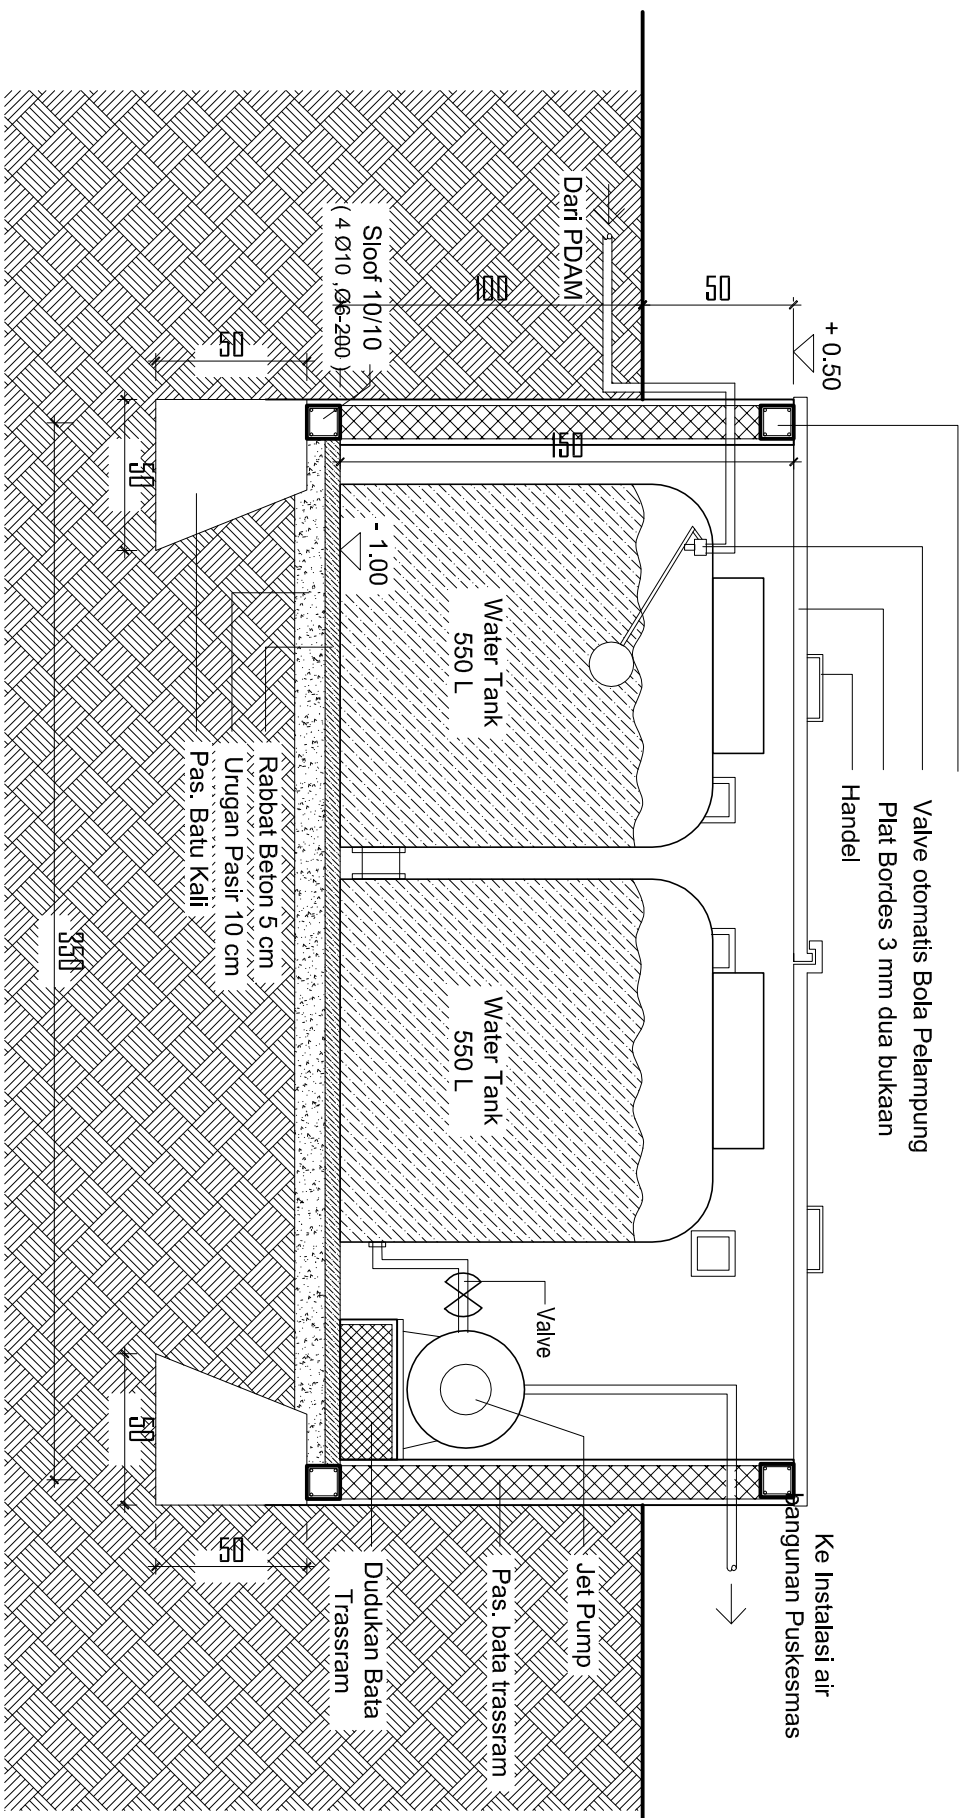 Valve otomatis Bola Pelampung
Plat Bordes 3 mm dua bukaan
Handel
Ke Instalasi air
bangunan Puskesmas
+ 0.50
50
100
150
Dari PDAM
Sloof 10/10
( 4 Ø10 ,Ø6-200 )
Water Tank
550 L
Water Tank
550 L
- 1.00
Valve
Jet Pump
Pas. bata trassram
Dudukan Bata
Trassram
Rabbat Beton 5 cm
Urugan Pasir 10 cm
Pas. Batu Kali
50
50
50
50
350